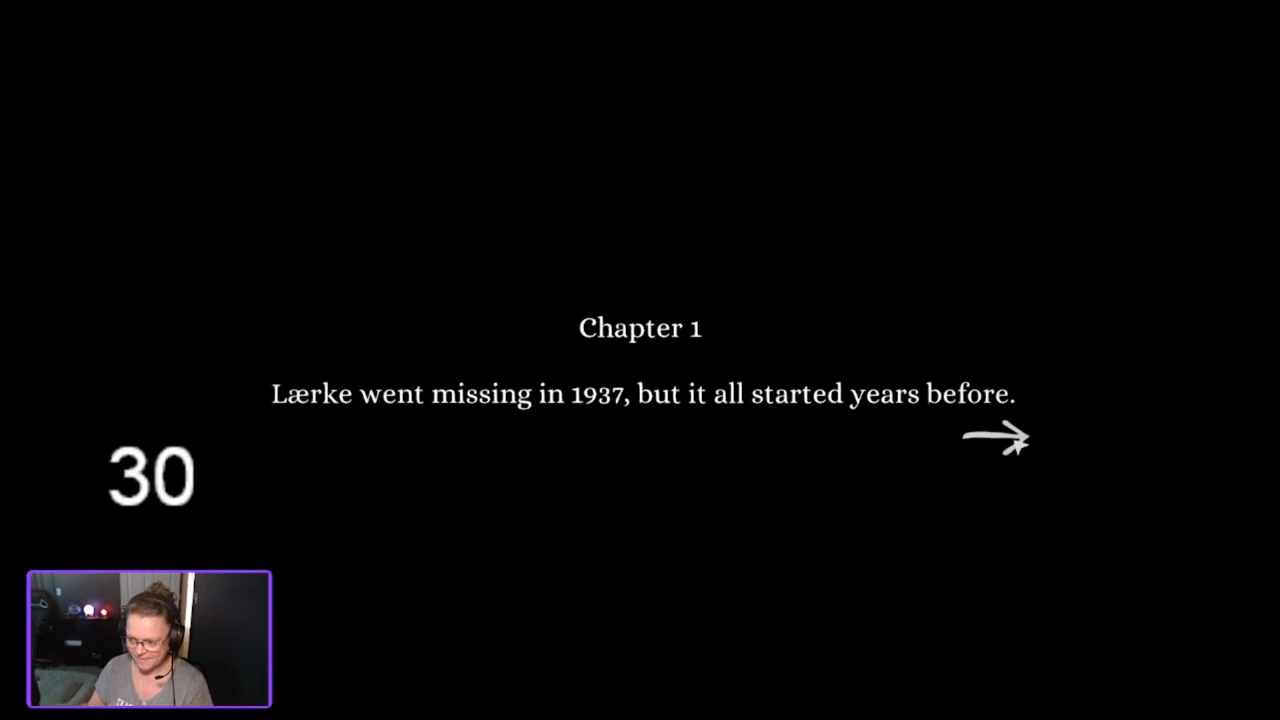 Chapter 1
Lærke went missing in 1937, but it all started years before.
30